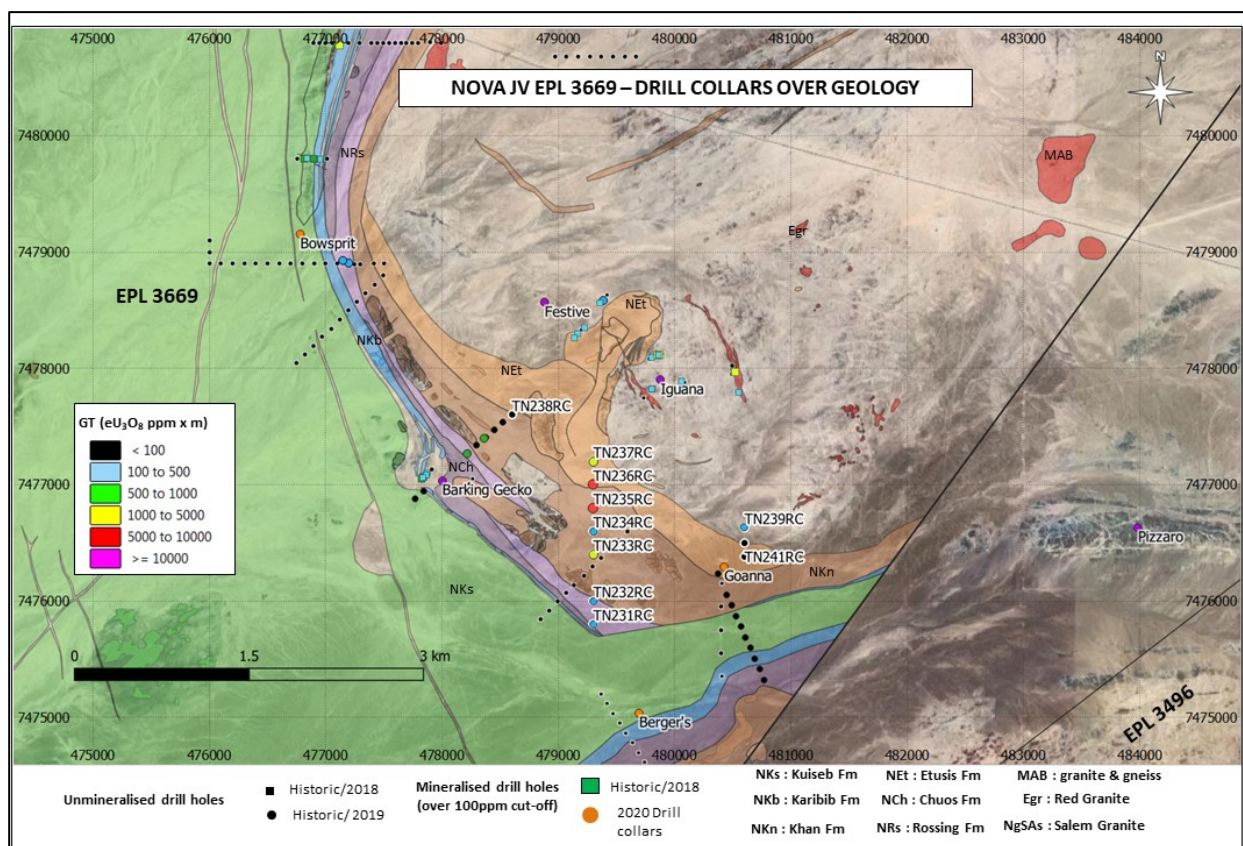 475000 476000 477000 478000 479000 480000 481000 482000 483000 484000
NOVA JV EPL 3669 – DRILL COLLARS OVER GEOLOGY
N
7480000 7480000
NRs
MAB
Egr
Bowsprit
7479000 7479000
EPL 3669
Festive
NEt
NKb
7478000 7478000
NEt
Iguana
GT (eU₃O₈ ppm x m)
< 100
100 to 500
500 to 1000
1000 to 5000
5000 to 10000
>= 10000
TN238RC
TN237RC
NCh
TN236RC
7477000 7477000
Barking Gecko
TN235RC
TN234RC
TN239RC
Pizzaro
TN233RC
TN241RC
Goanna
NKn
NKs
TN232RC
7476000 7476000
TN231RC
0 1.5 3 km
7475000 7475000
Berger's
EPL 3496
475000 476000 477000 478000 479000 480000 481000 482000 483000 484000
Unmineralised drill holes
Historic/2018
Historic/2019
Mineralised drill holes
(over 100ppm cut-off)
Historic/2018
2020 Drill
collars
NKs : Kuiseb Fm NEt : Etusis Fm MAB : granite & gneiss
NKb : Karibib Fm NCh : Chuos Fm Egr : Red Granite
NKn : Khan Fm NRs : Rossing Fm NgSAs : Salem Granite